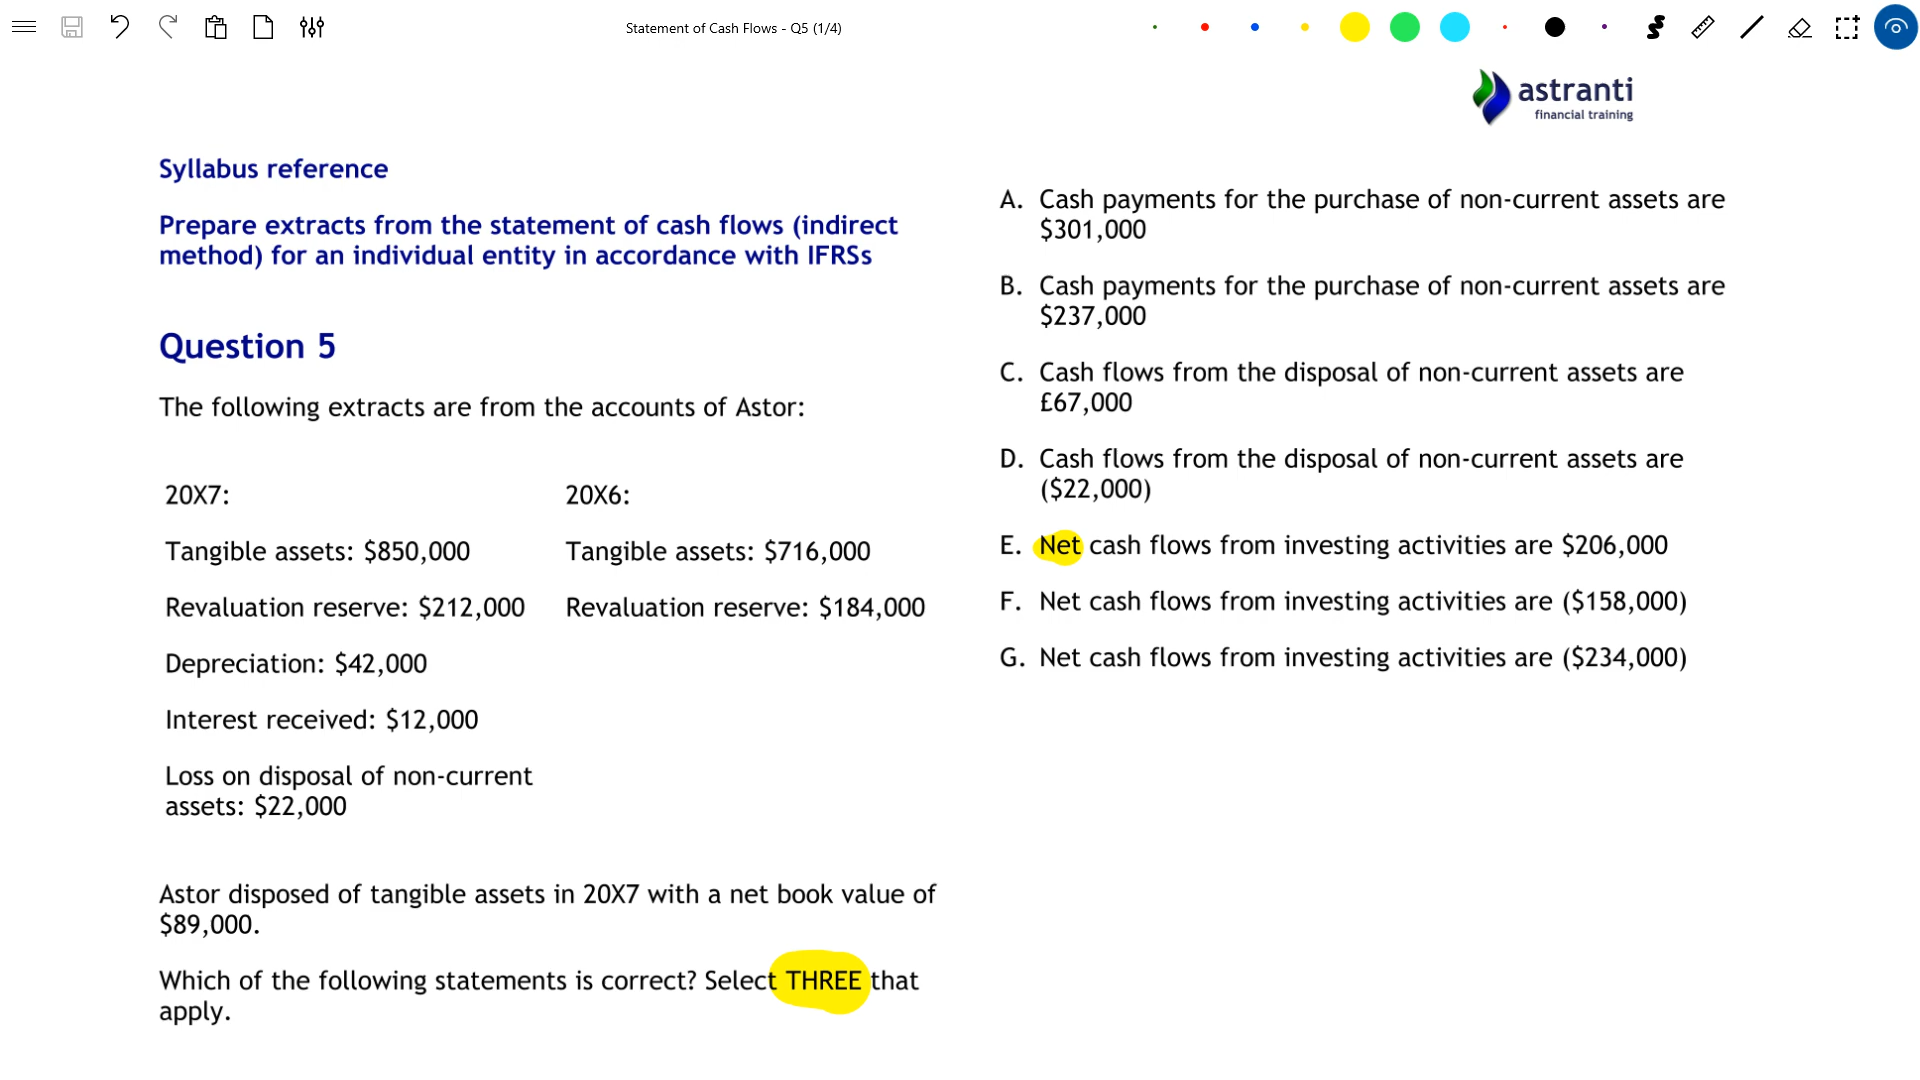 Statement of Cash Flows - Q5 (1/4)
astranti
financial training
Syllabus reference
Prepare extracts from the statement of cash flows (indirect
method) for an individual entity in accordance with IFRSs
Question 5
The following extracts are from the accounts of Astor:
20X7: 20X6:
Tangible assets: $850,000 Tangible assets: $716,000
Revaluation reserve: $212,000 Revaluation reserve: $184,000
Depreciation: $42,000
Interest received: $12,000
Loss on disposal of non-current
assets: $22,000
Astor disposed of tangible assets in 20X7 with a net book value of
$89,000.
Which of the following statements is correct? Select THREE that
apply.
A. Cash payments for the purchase of non-current assets are
$301,000
B. Cash payments for the purchase of non-current assets are
$237,000
C. Cash flows from the disposal of non-current assets are
£67,000
D. Cash flows from the disposal of non-current assets are
($22,000)
E. Net cash flows from investing activities are $206,000
F. Net cash flows from investing activities are ($158,000)
G. Net cash flows from investing activities are ($234,000)